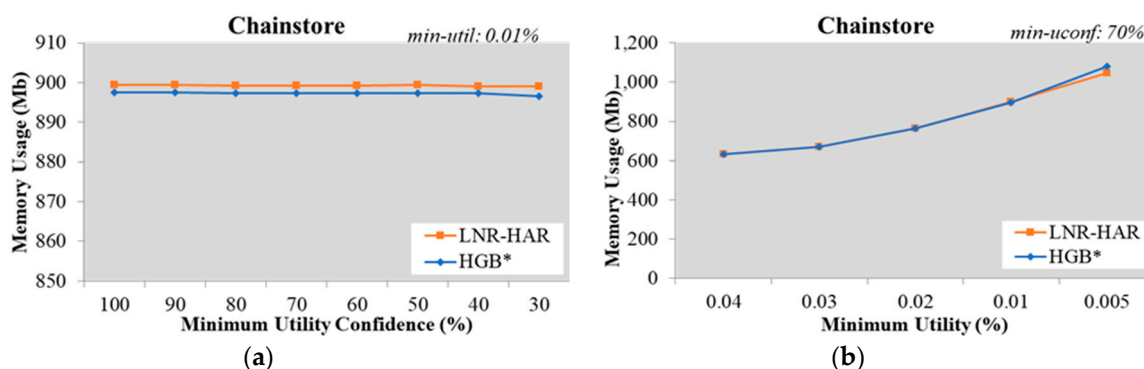 Chainstore
min-util: 0.01%
910
900
890
880
870
860
850
Memory Usage (Mb)
LNR-HAR
HGB*
100 90 80 70 60 50 40 30
Minimum Utility Confidence (%)
(a)
Chainstore
min-uconf: 70%
1,200
1,000
800
600
400
200
0
Memory Usage (Mb)
LNR-HAR
HGB*
0.04 0.03 0.02 0.01 0.005
Minimum Utility (%)
(b)